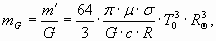 m_G = m'/G = 64/3 · π · μ · σ / G · c · R · T_0^3 · R_⊕^3,